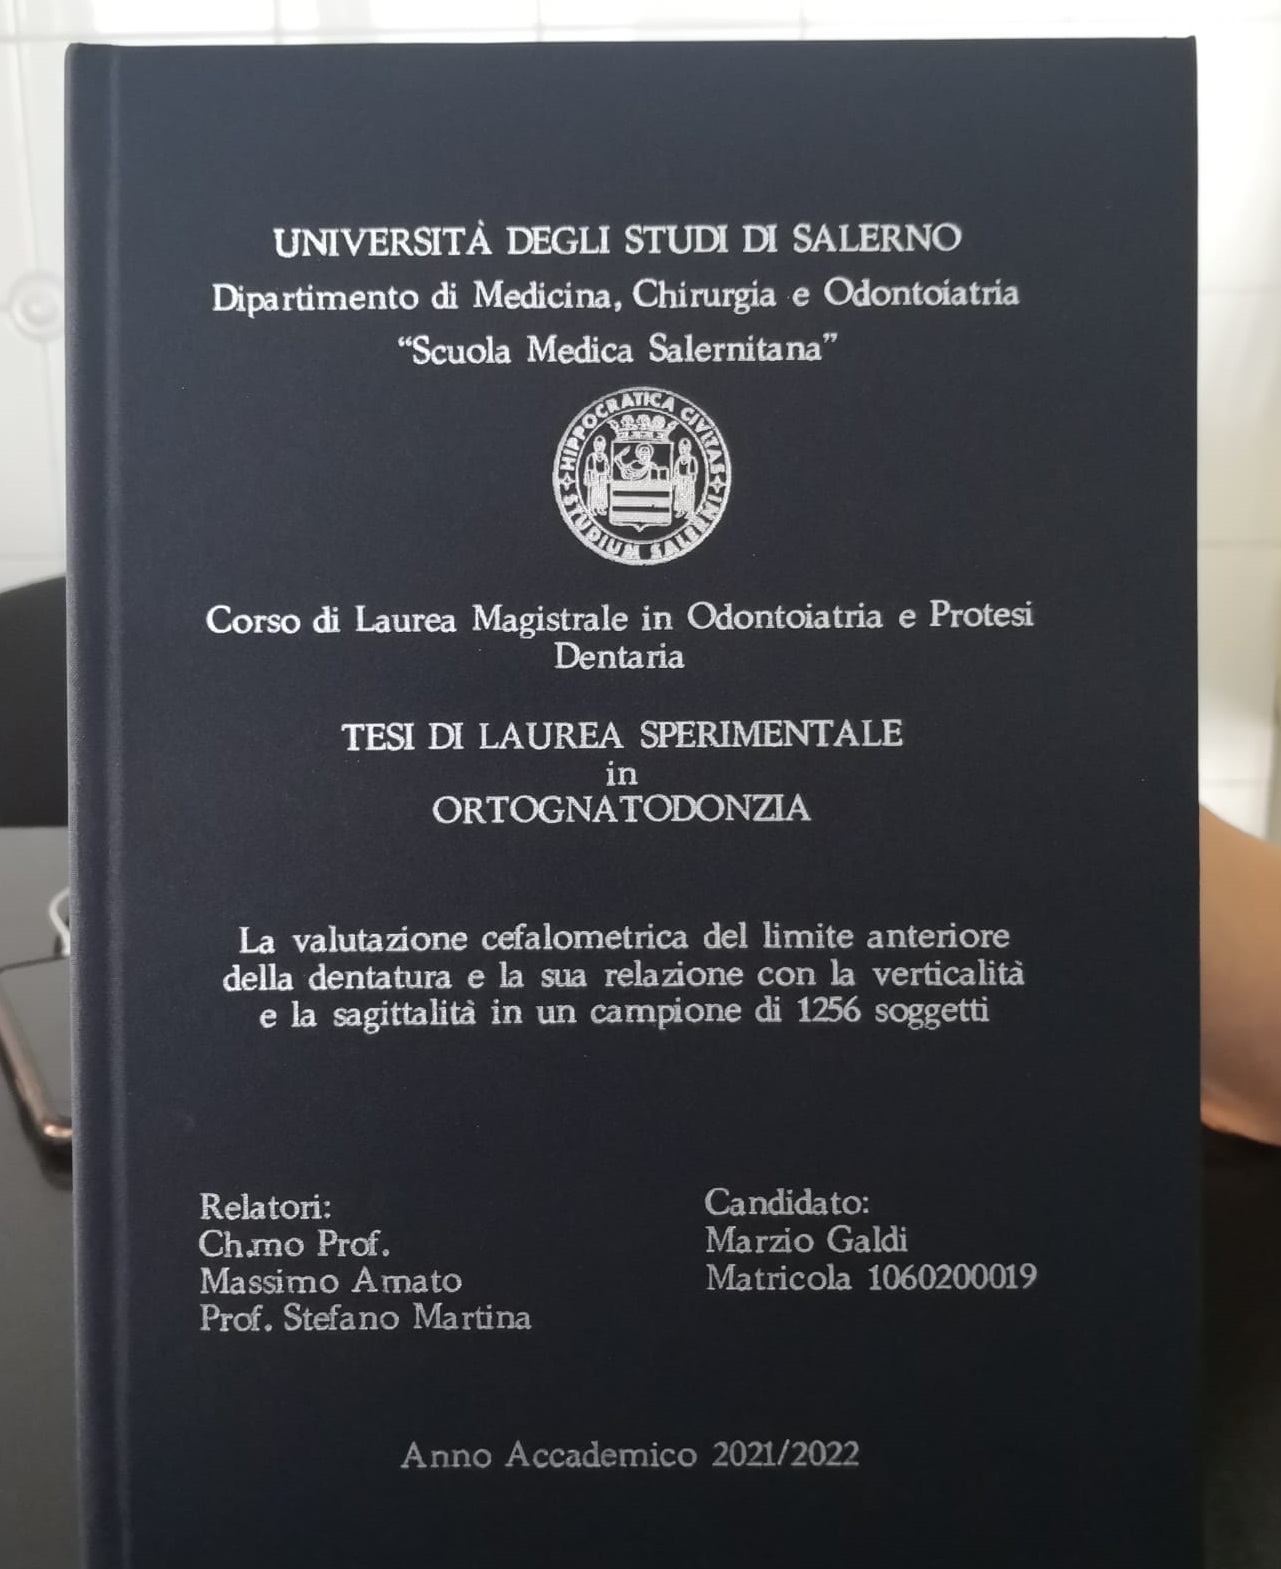 UNIVERSITÀ DEGLI STUDI DI SALERNO
Dipartimento di Medicina, Chirurgia e Odontoiatria
“Scuola Medica Salernitana”
HIPPOCRATICA CIVITAS
STUDIUM SALERNI
Corso di Laurea Magistrale in Odontoiatria e Protesi
Dentaria
TESI DI LAUREA SPERIMENTALE
in
ORTOGNATODONZIA
La valutazione cefalometrica del limite anteriore
della dentatura e la sua relazione con la verticalità
e la sagittalità in un campione di 1256 soggetti
Relatori:
Ch.mo Prof.
Massimo Amato
Prof. Stefano Martina
Candidato:
Marzio Galdi
Matricola 1060200019
Anno Accademico 2021/2022